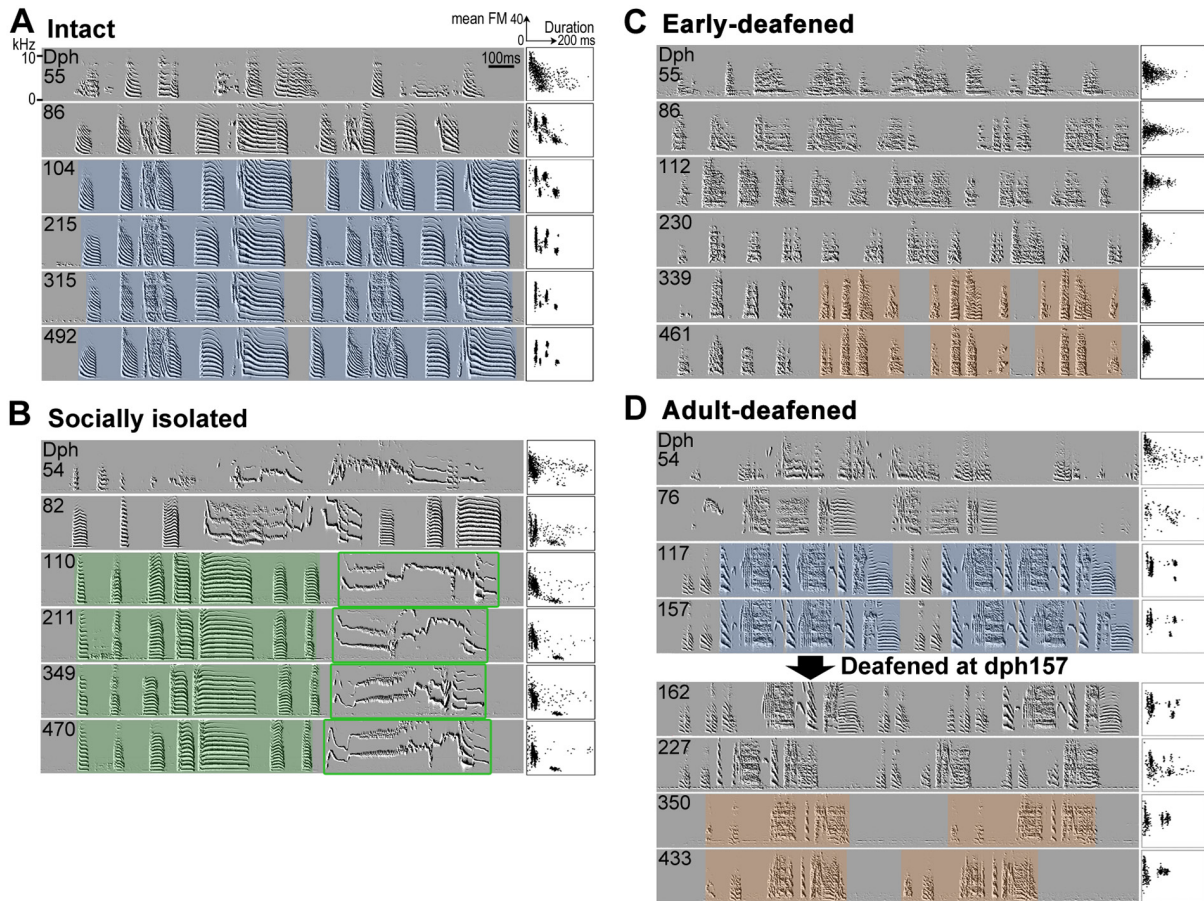 A Intact
mean FM 40
0
Duration
200 ms
kHz
10
0
Dph
55
100ms
86
104
215
315
492
B Socially isolated
Dph
54
82
110
211
349
470
C Early-deafened
Dph
55
86
112
230
339
461
D Adult-deafened
Dph
54
76
117
157
Deafened at dph157
162
227
350
433